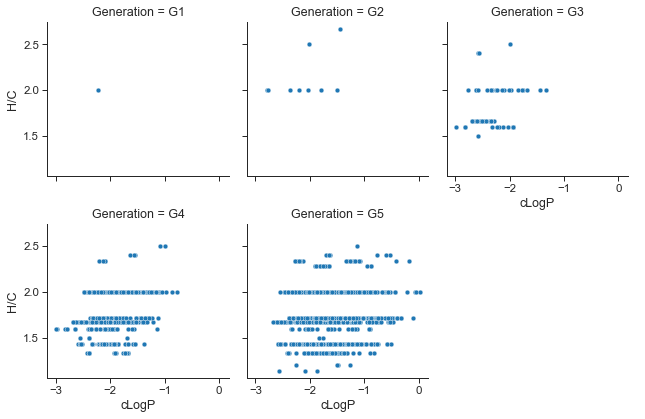 Generation = G1
Generation = G2
Generation = G3
H/C
2.5
2.0
1.5
−3
−2
−1
0
cLogP
Generation = G4
Generation = G5
H/C
2.5
2.0
1.5
−3
−2
−1
0
cLogP
−3
−2
−1
0
cLogP